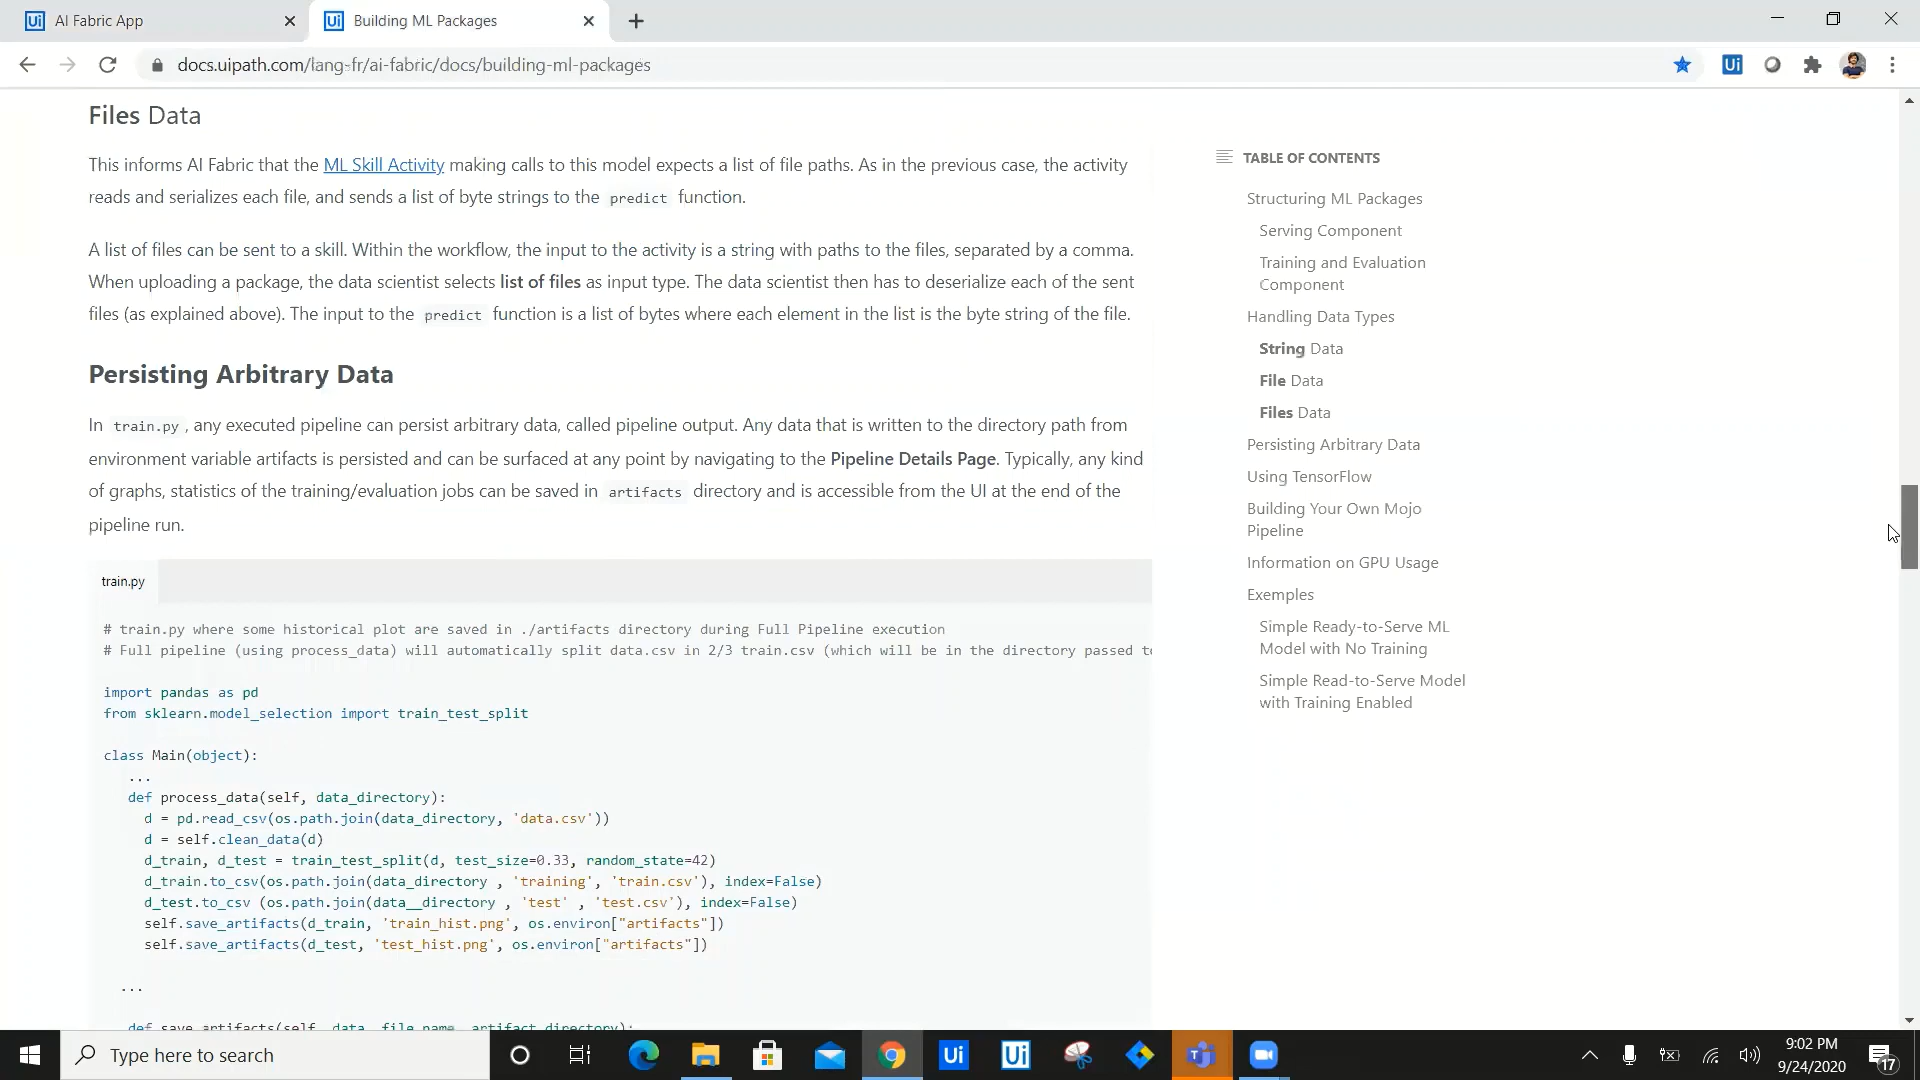 AI Fabric App
Building ML Packages
docs.uipath.com/lang-fr/ai-fabric/docs/building-ml-packages
Files Data
This informs AI Fabric that the ML Skill Activity making calls to this model expects a list of file paths. As in the previous case, the activity
reads and serializes each file, and sends a list of byte strings to the predict function.
A list of files can be sent to a skill. Within the workflow, the input to the activity is a string with paths to the files, separated by a comma.
When uploading a package, the data scientist selects list of files as input type. The data scientist then has to deserialize each of the sent
files (as explained above). The input to the predict function is a list of bytes where each element in the list is the byte string of the file.
Persisting Arbitrary Data
In train.py , any executed pipeline can persist arbitrary data, called pipeline output. Any data that is written to the directory path from
environment variable artifacts is persisted and can be surfaced at any point by navigating to the Pipeline Details Page. Typically, any kind
of graphs, statistics of the training/evaluation jobs can be saved in artifacts directory and is accessible from the UI at the end of the
pipeline run.
train.py
# train.py where some historical plot are saved in ./artifacts directory during Full Pipeline execution
# Full pipeline (using process_data) will automatically split data.csv in 2/3 train.csv (which will be in the directory passed t
import pandas as pd
from sklearn.model_selection import train_test_split
class Main(object):
...
def process_data(self, data_directory):
d = pd.read_csv(os.path.join(data_directory, 'data.csv'))
d = self.clean_data(d)
d_train, d_test = train_test_split(d, test_size=0.33, random_state=42)
d_train.to_csv(os.path.join(data_directory , 'training', 'train.csv'), index=False)
d_test.to_csv (os.path.join(data__directory , 'test' , 'test.csv'), index=False)
self.save_artifacts(d_train, 'train_hist.png', os.environ["artifacts"])
self.save_artifacts(d_test, 'test_hist.png', os.environ["artifacts"])
...
def save_artifacts(self, data, file_name, artifact_directory):
TABLE OF CONTENTS
Structuring ML Packages
Serving Component
Training and Evaluation
Component
Handling Data Types
String Data
File Data
Files Data
Persisting Arbitrary Data
Using TensorFlow
Building Your Own Mojo
Pipeline
Information on GPU Usage
Exemples
Simple Ready-to-Serve ML
Model with No Training
Simple Read-to-Serve Model
with Training Enabled
Type here to search
9:02 PM
9/24/2020
17